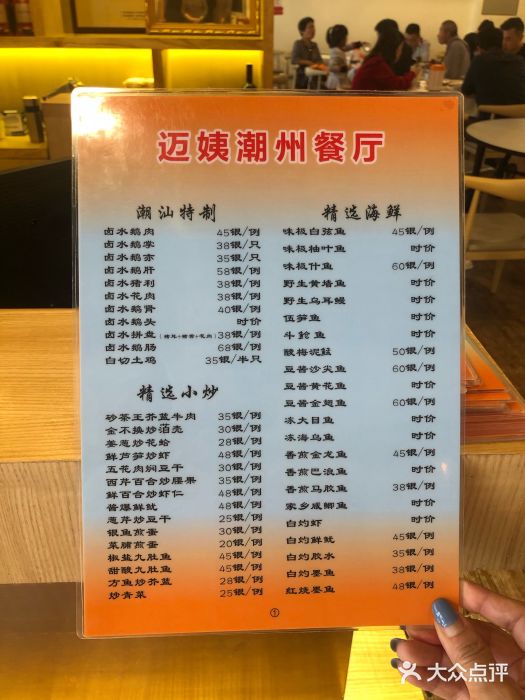 迈姨潮州餐厅
潮汕特制
卤水鹅肉 45银/例
卤水鹅掌 38银/只
卤水鹅亦 35银/只
卤水鹅肝 58银/例
卤水猪利 38银/例
卤水花肉 38银/例
卤水鹅肾 40银/例
卤水鹅头 时价
卤水拼盘 38银/例
卤水鹅肠 68银/例
白切土鸡 35银/半只
精选小炒
砂茶王芥蓝牛肉 35银/例
金不换炒滔壳 30银/例
姜葱炒花蛤 28银/例
鲜芦笋炒虾 48银/例
五花肉焖豆干 30银/例
西芹百合炒腰果 35银/例
鲜百合炒虾仁 48银/例
酱爆鲜鱿 48银/例
葱芹炒豆干 25银/例
银鱼煎蛋 30银/例
菜脯煎蛋 20银/例
椒盐九肚鱼 45银/例
甜酸九肚鱼 45银/例
方鱼炒芥蓝 28银/例
炒青菜 25银/例
精选海鲜
味极白弦鱼 45银/例
味极柚叶鱼 时价
味极什鱼 60银/例
野生黄墙鱼 时价
野生乌耳鳗 时价
伍笋鱼 时价
斗鲶鱼 时价
酸梅泥鯭 50银/例
豆酱沙尖鱼 60银/例
豆酱黄花鱼 时价
豆酱金翅鱼 60银/例
冻大目鱼 时价
冻海乌鱼 时价
香煎金龙鱼 45银/例
香煎巴浪鱼 时价
香煎马胶鱼 38银/例
家乡咸鲫鱼 时价
白灼虾 时价
白灼鲜鱿 45银/例
白灼胶水 35银/例
白灼墨鱼 38银/例
红烧墨鱼 48银/例
①
大众点评